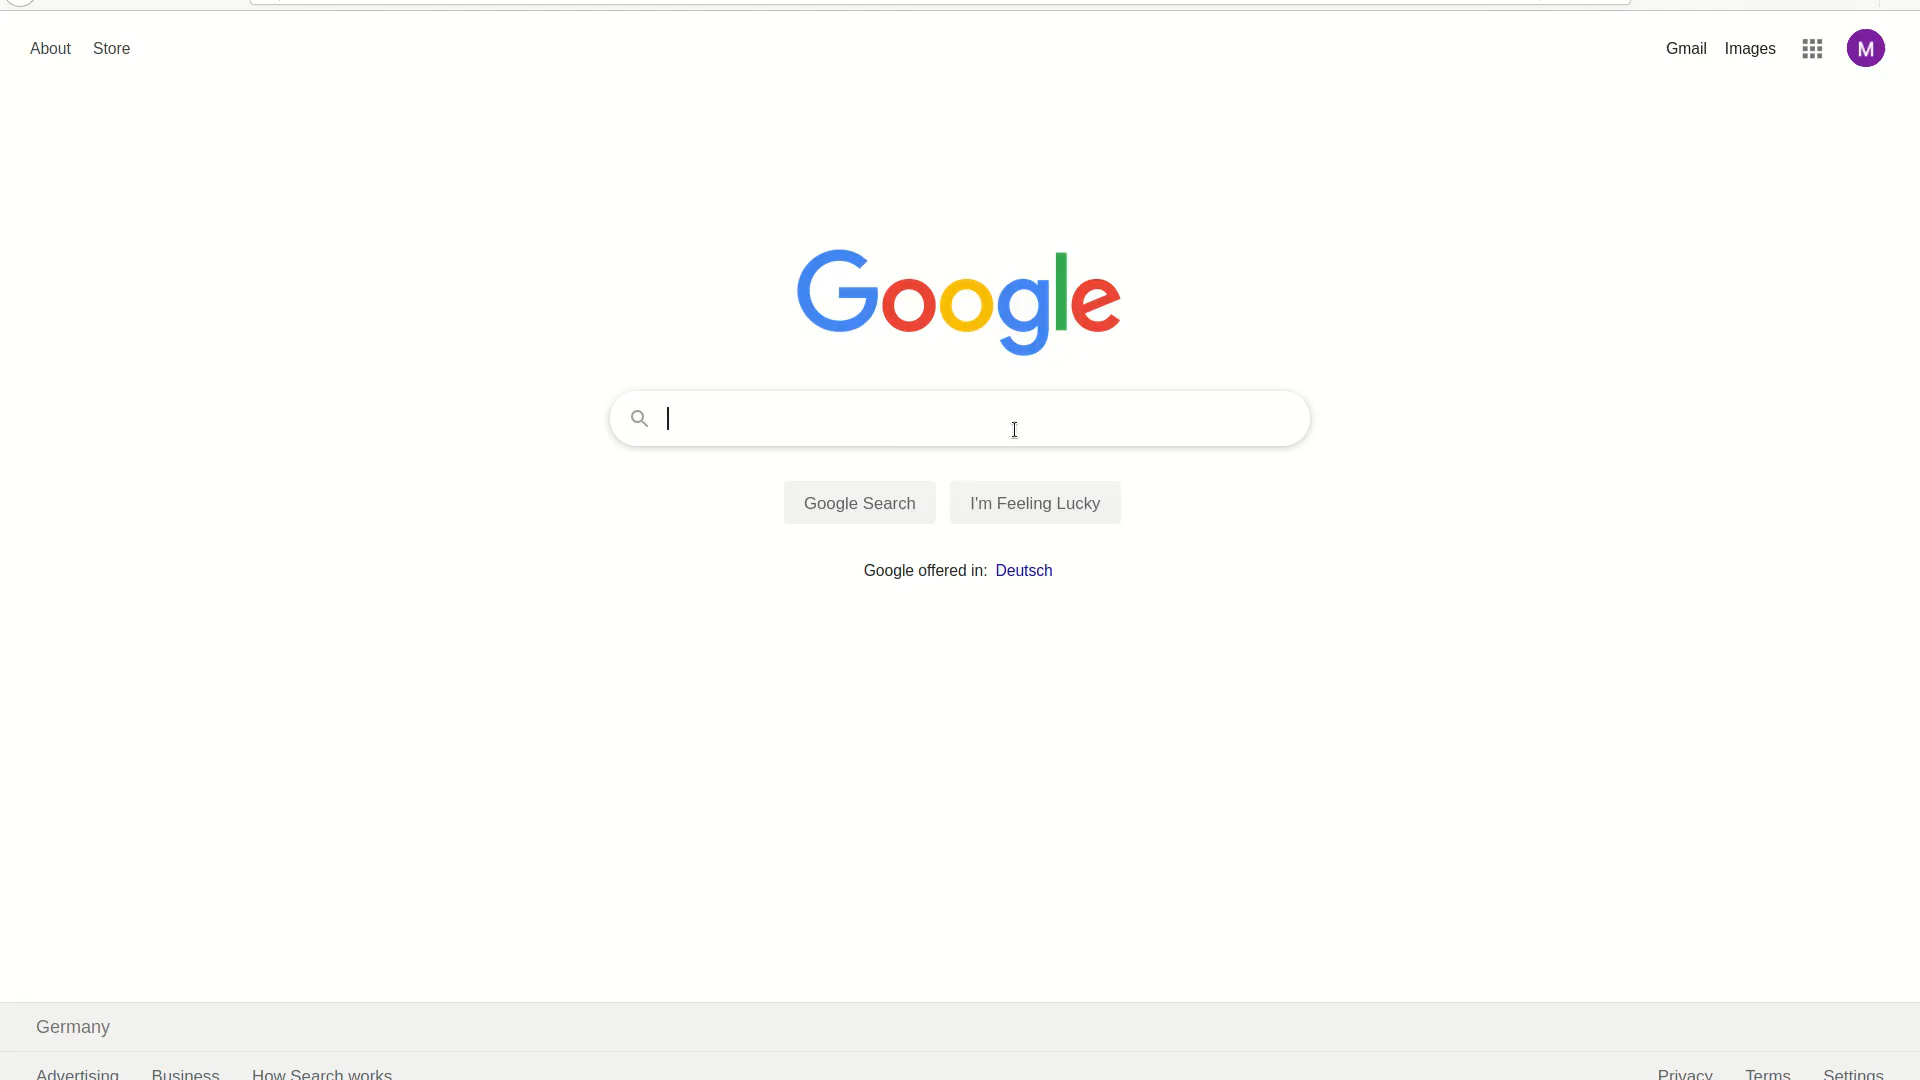 About Store Gmail Images M
Google
Google Search I'm Feeling Lucky
Google offered in: Deutsch
Germany
Advertising Business How Search works Privacy Terms Settings